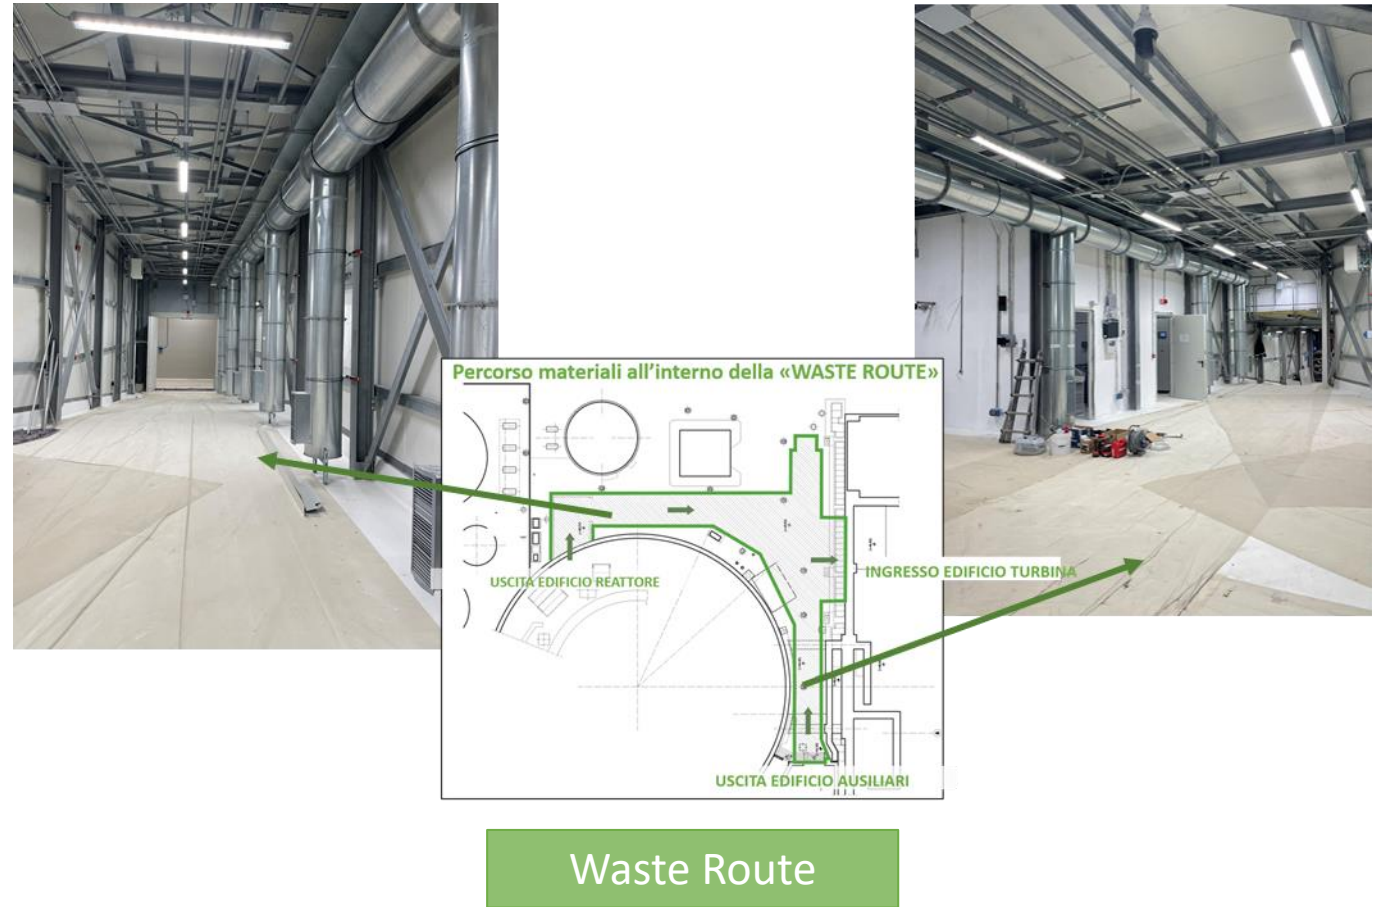 Percorso materiali all'interno della «WASTE ROUTE»
USCITA EDIFICIO REATTORE
INGRESSO EDIFICIO TURBINA
USCITA EDIFICIO AUSILIARI
Waste Route